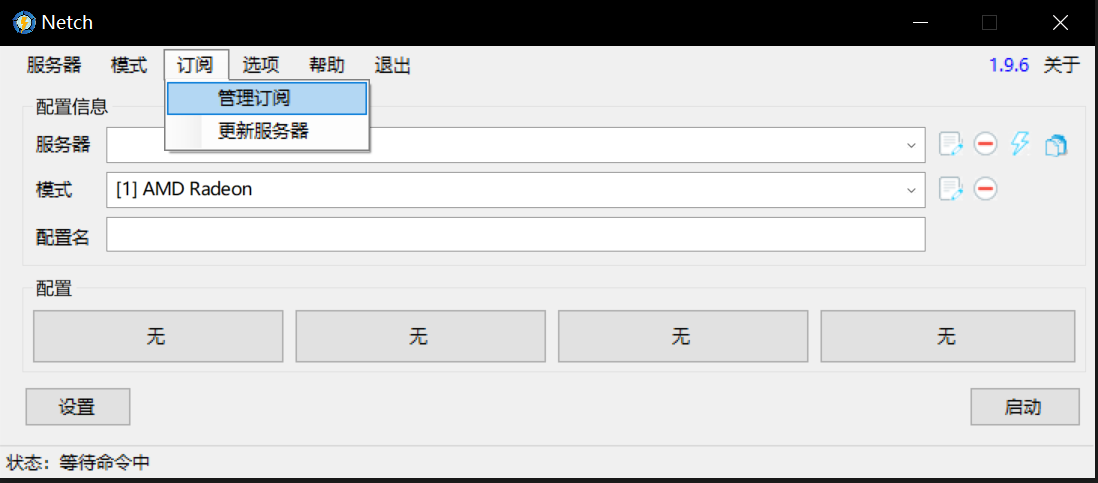 Netch
服务器 模式 订阅 选项 帮助 退出 1.9.6 关于
管理订阅
配置信息
更新服务器
服务器
模式 [1] AMD Radeon
配置名
配置
无 无 无 无
设置 启动
状态：等待命令中